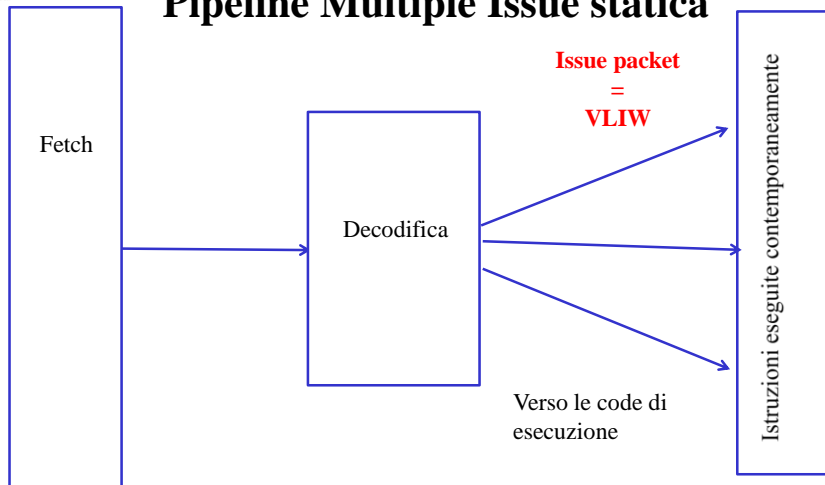 Pipeline Multiple Issue statica
Issue packet
=
VLIW
Fetch
Decodifica
Verso le code di
esecuzione
Istruzioni eseguite contemporaneamente